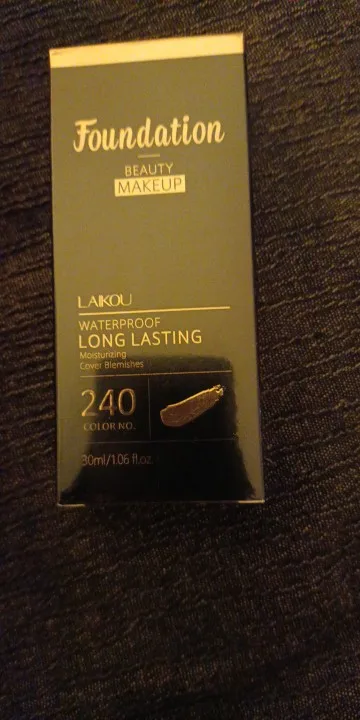 Foundation
BEAUTY
MAKEUP
LAIKOU
WATERPROOF
LONG LASTING
Moisturizing
Cover Blemishes
240
COLOR NO.
30ml/1.06 fl.oz.